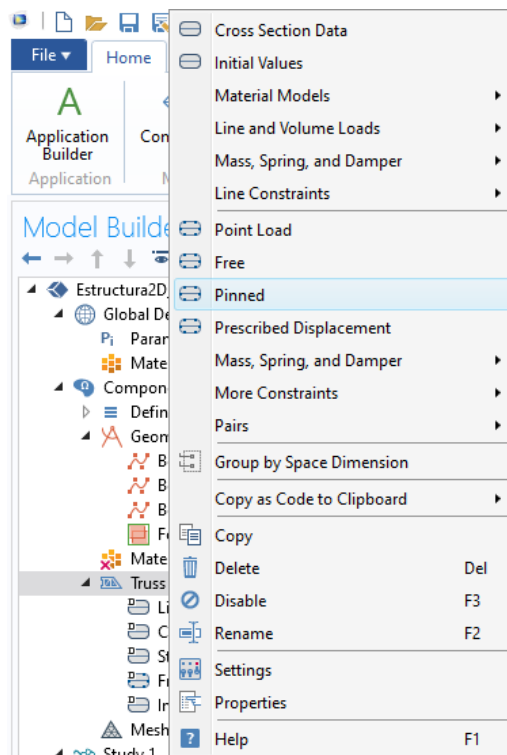 File
Home
Application
Builder
Application
Model Builde
Estructura2D
Global De
Pi Paran
Mate
Compon
Defin
Geom
B
B
B
Fo
Mate
Truss
Li
C
St
Fr
In
Mesh
Study 1
Cross Section Data
Initial Values
Material Models
Line and Volume Loads
Mass, Spring, and Damper
Line Constraints
Point Load
Free
Pinned
Prescribed Displacement
Mass, Spring, and Damper
More Constraints
Pairs
Group by Space Dimension
Copy as Code to Clipboard
Copy
Delete Del
Disable F3
Rename F2
Settings
Properties
Help F1